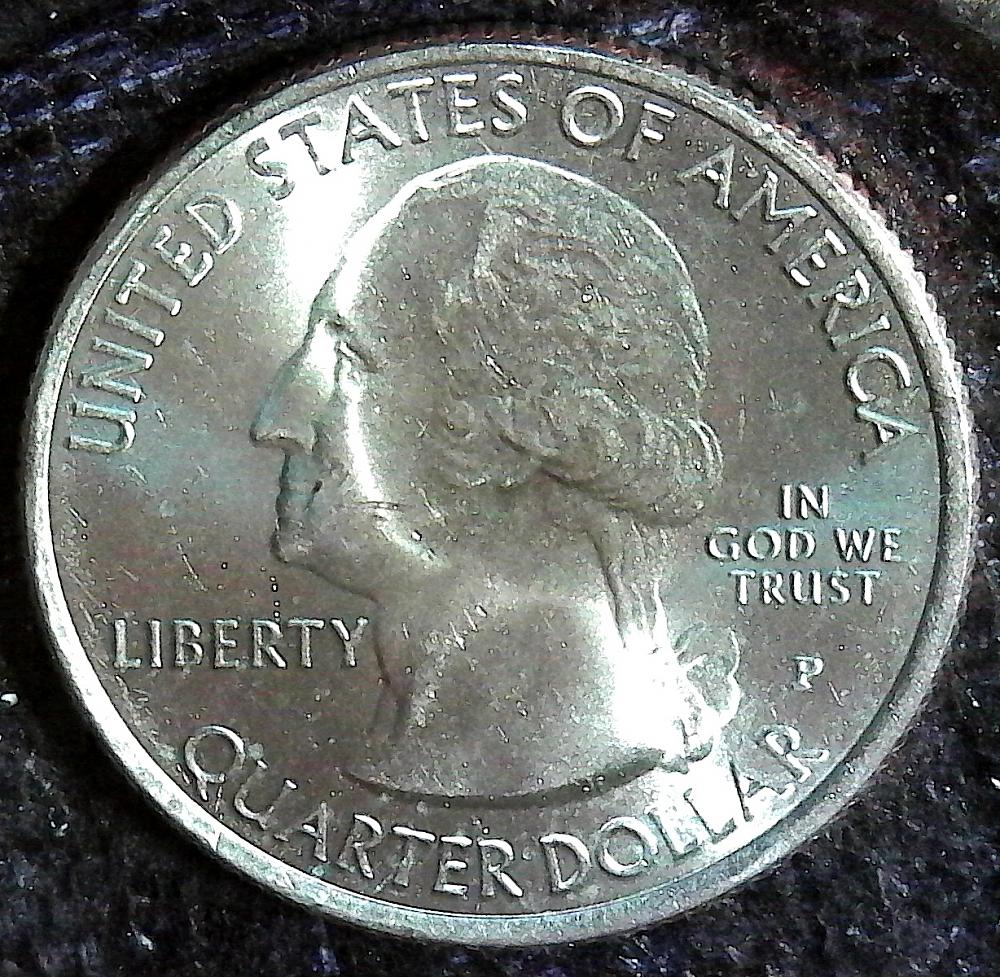 UNITED STATES OF AMERICA
LIBERTY
IN
GOD WE
TRUST
P
QUARTER DOLLAR